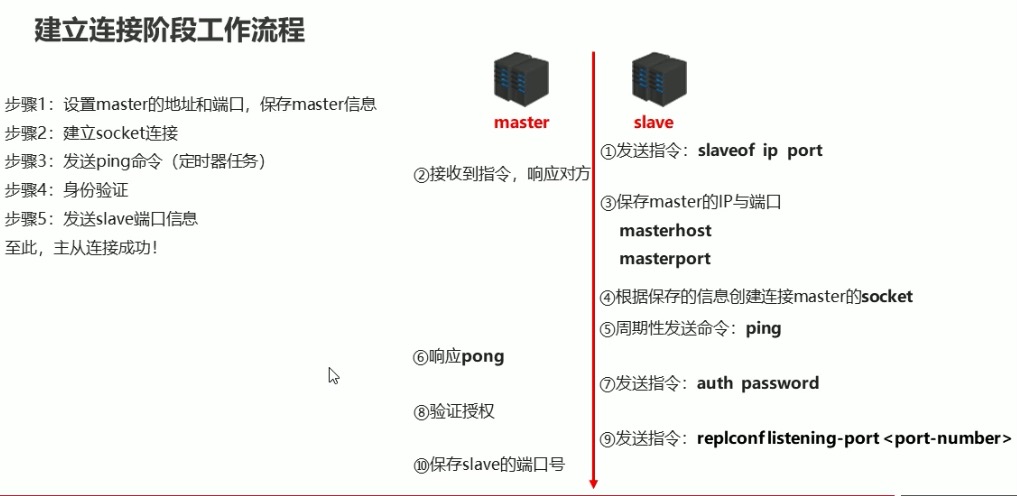 建立连接阶段工作流程
步骤1：设置master的地址和端口，保存master信息
步骤2：建立socket连接
步骤3：发送ping命令（定时器任务）
步骤4：身份验证
步骤5：发送slave端口信息
至此，主从连接成功！
master
slave
①发送指令：slaveof ip port
②接收到指令，响应对方
③保存master的IP与端口
masterhost
masterport
④根据保存的信息创建连接master的socket
⑤周期性发送命令：ping
⑥响应pong
⑦发送指令：auth password
⑧验证授权
⑨发送指令：replconf listening-port <port-number>
⑩保存slave的端口号